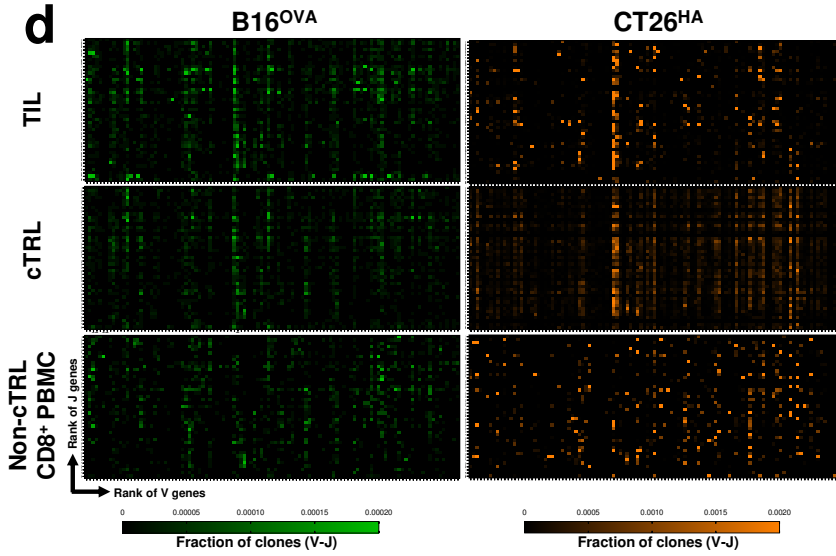 d
B16OVA
CT26HA
TIL
cTRL
Non-cTRL
CD8+ PBMC
Rank of J genes
Rank of V genes
0 0.00005 0.00010 0.00015 0.00020
Fraction of clones (V-J)
0 0.0005 0.0010 0.0015 0.0020
Fraction of clones (V-J)